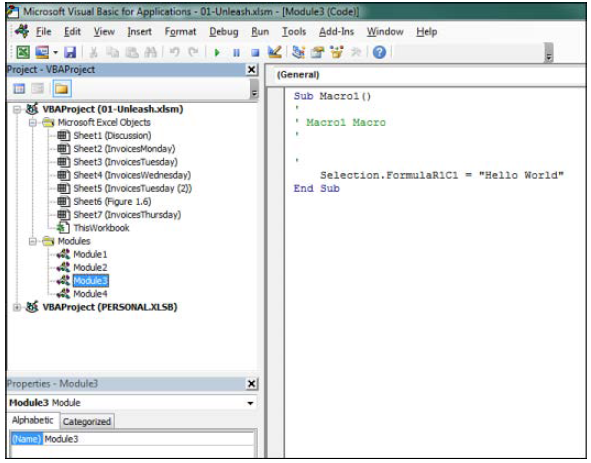 Microsoft Visual Basic for Applications - 01-Unleash.xlsm - [Module3 (Code)]
File Edit View Insert Format Debug Run Tools Add-Ins Window Help
Project - VBAProject
VBAProject (01-Unleash.xlsm)
Microsoft Excel Objects
Sheet1 (Discussion)
Sheet2 (InvoicesMonday)
Sheet3 (InvoicesTuesday)
Sheet4 (InvoicesWednesday)
Sheet5 (InvoicesTuesday (2))
Sheet6 (Figure 1.6)
Sheet7 (InvoicesThursday)
ThisWorkbook
Modules
Module1
Module2
Module3
Module4
VBAProject (PERSONAL.XLSB)
Properties - Module3
Module3 Module
Alphabetic Categorized
(Name) Module3
(General)
Sub Macro1()
'
' Macro1 Macro
'
'
Selection.FormulaR1C1 = "Hello World"
End Sub